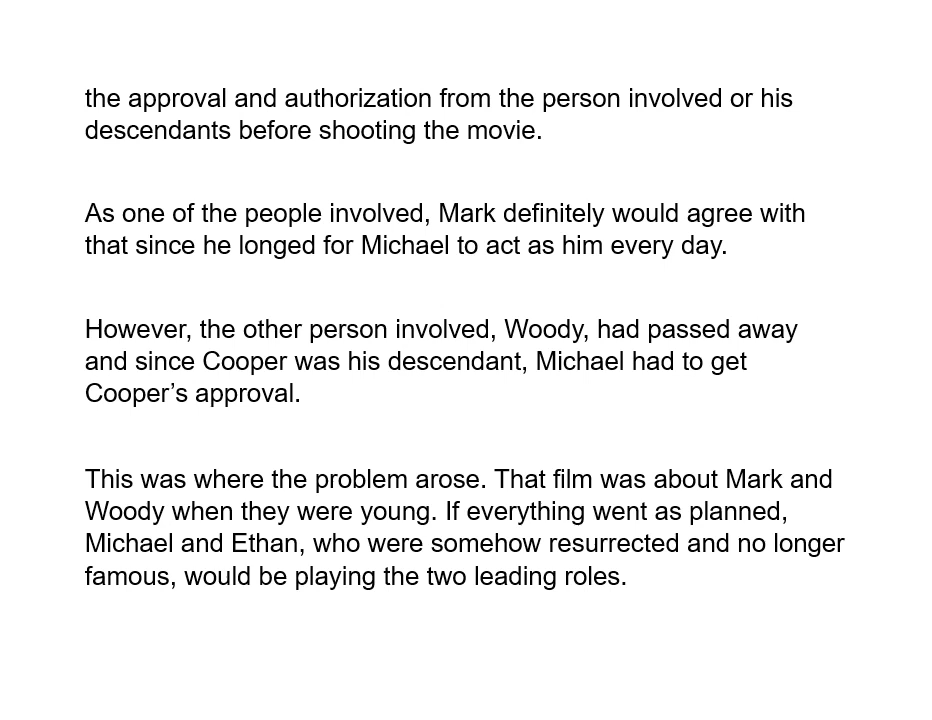 the approval and authorization from the person involved or his
descendants before shooting the movie.
As one of the people involved, Mark definitely would agree with
that since he longed for Michael to act as him every day.
However, the other person involved, Woody, had passed away
and since Cooper was his descendant, Michael had to get
Cooper’s approval.
This was where the problem arose. That film was about Mark and
Woody when they were young. If everything went as planned,
Michael and Ethan, who were somehow resurrected and no longer
famous, would be playing the two leading roles.